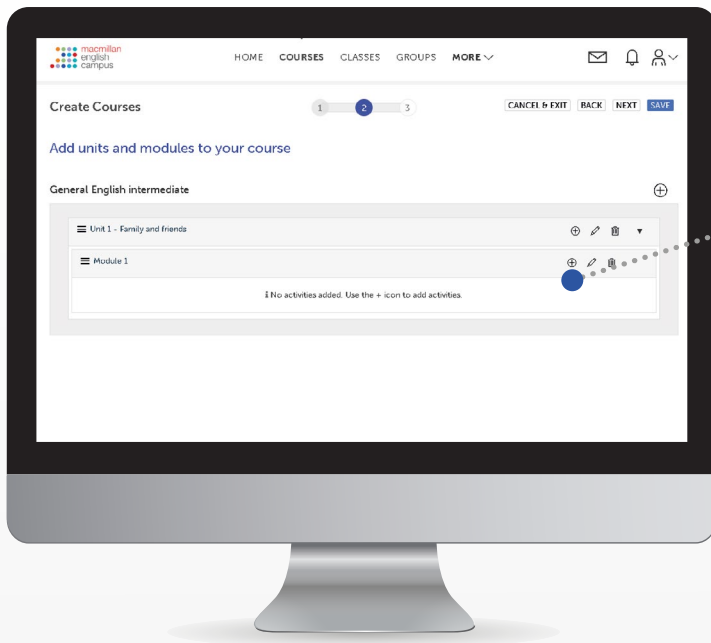 macmillan
english
campus
HOME COURSES CLASSES GROUPS MORE
Create Courses 1 2 3 CANCEL & EXIT BACK NEXT SAVE
Add units and modules to your course
General English intermediate
Unit 1 - Family and friends
Module 1
No activities added. Use the + icon to add activities.